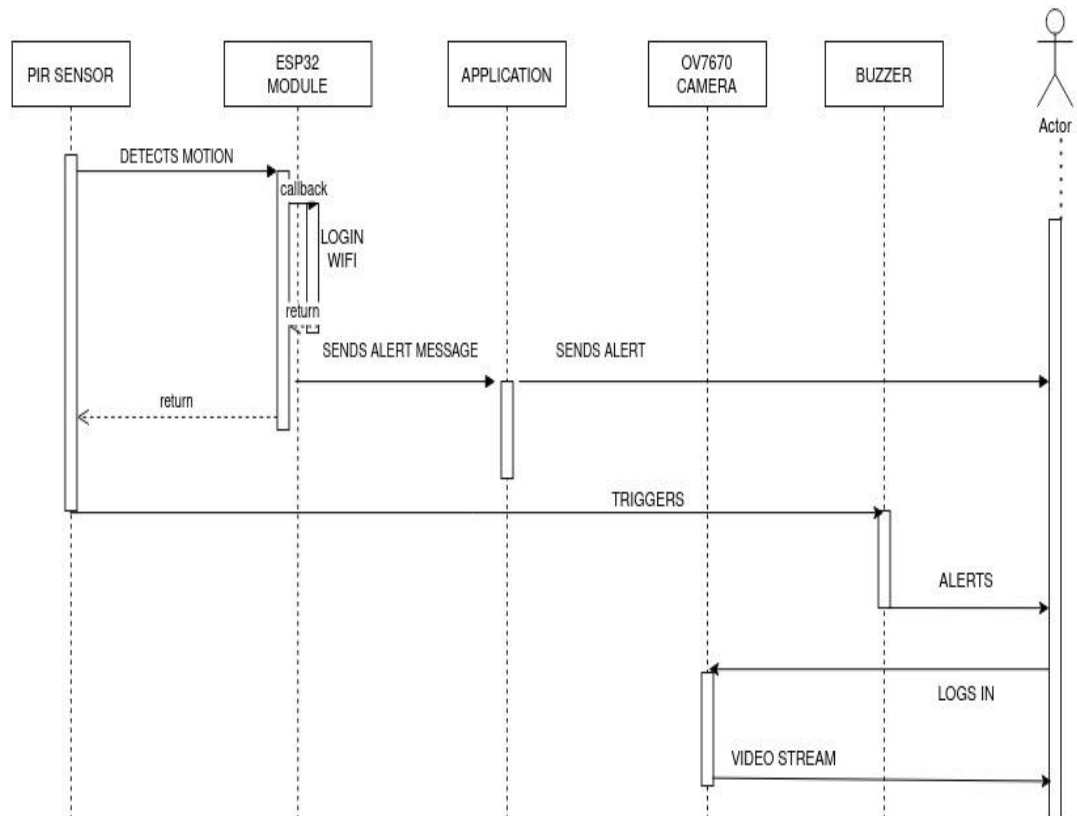 PIR SENSOR
ESP32
MODULE
APPLICATION
OV7670
CAMERA
BUZZER
Actor
DETECTS MOTION
callback
LOGIN
WIFI
return
SENDS ALERT MESSAGE
SENDS ALERT
return
TRIGGERS
ALERTS
LOGS IN
VIDEO STREAM